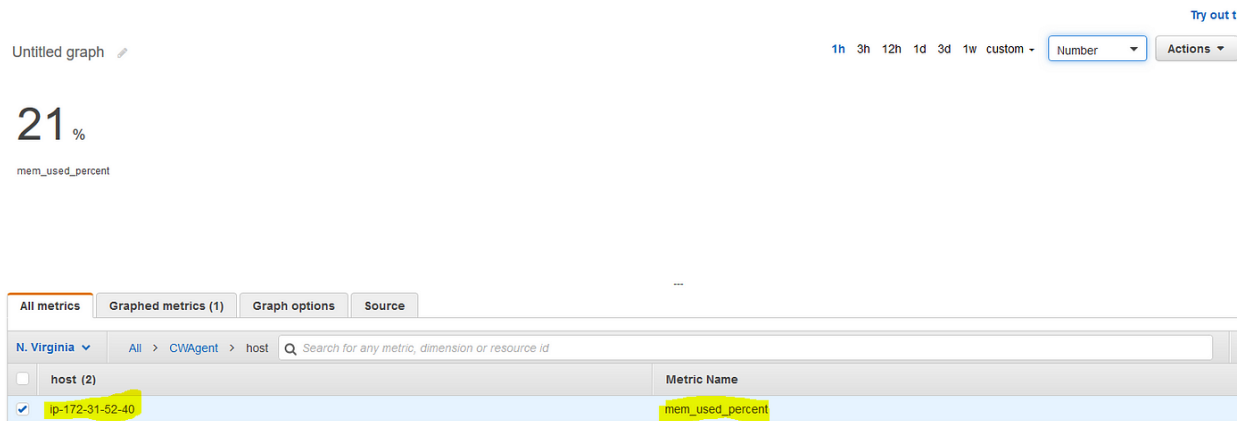 Try out t
Untitled graph
1h 3h 12h 1d 3d 1w custom
Number
Actions
21 %
mem_used_percent
All metrics
Graphed metrics (1)
Graph options
Source
N. Virginia
All > CWAgent > host
Search for any metric, dimension or resource id
host (2)
Metric Name
ip-172-31-52-40
mem_used_percent